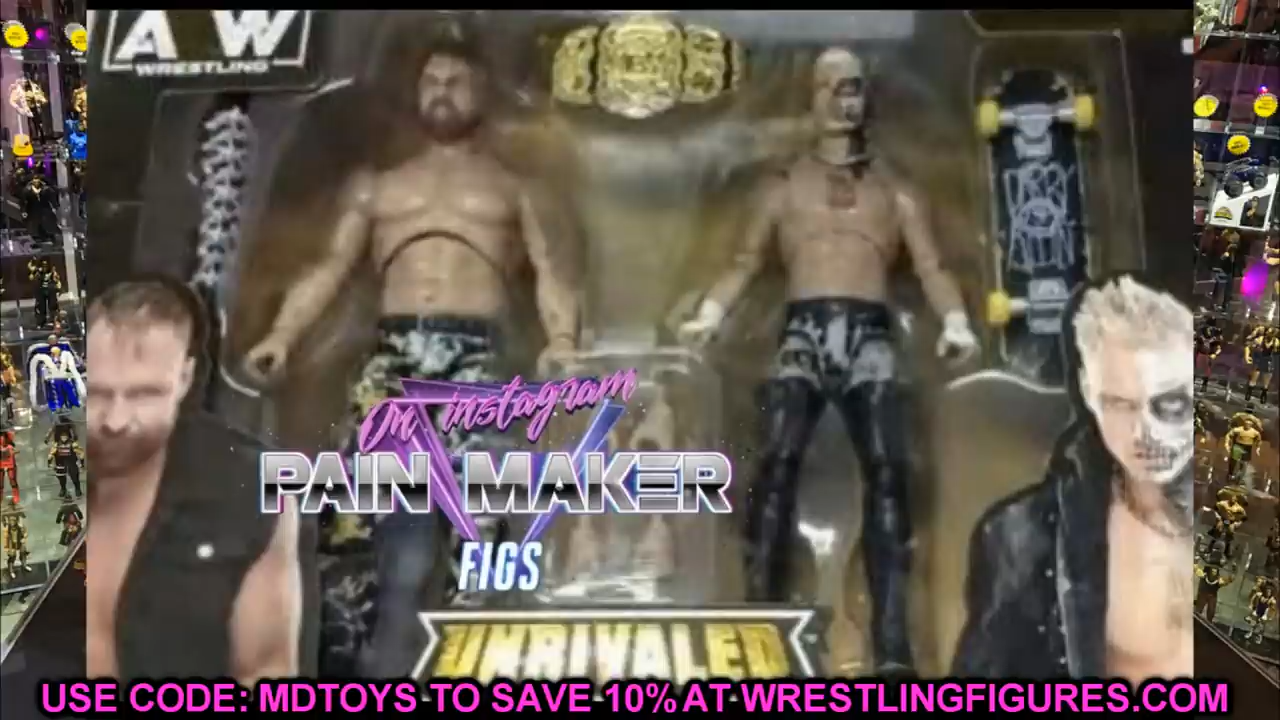 AEW
WRESTLING
On instagram
PAIN MAKER
FIGS
UNRIVALED
USE CODE: MDTOYS TO SAVE 10% AT WRESTLINGFIGURES.COM